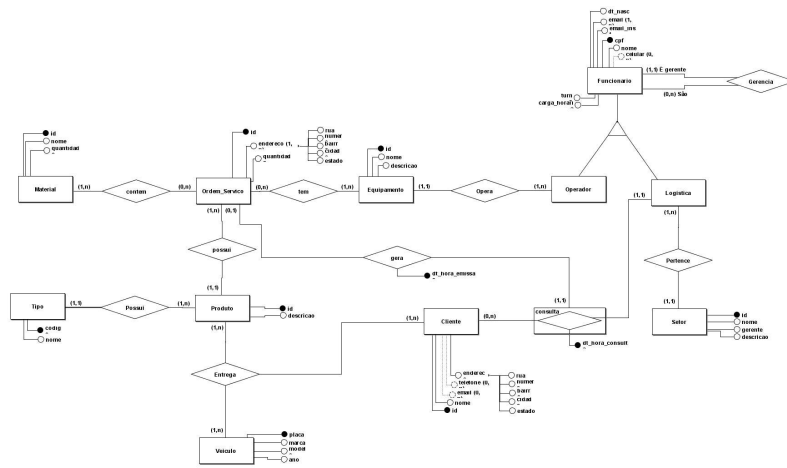 dt_nasc
email (1,
email_ins
cpf
nome
celular (0,
n)
(1,1) É gerente
Funcionario
Gerencia
(0,n) São
turn
carga_horari
id
nome
quantidad
id
endereco (1,
quantidad
rua
numer
bairr
cidad
estado
id
nome
descricao
Material
(1,n)
contem
(0,n)
Ordem_Servico
(0,n)
tem
(1,n)
Equipamento
(1,1)
Opera
(1,n)
Operador
(1,1)
Logistica
(1,n)
(1,n)
(0,1)
possui
gera
dt_hora_emissa
Pertence
(1,1)
(1,1)
(1,1)
Tipo
(1,1)
Possui
(1,n)
Produto
id
descricao
codig
nome
(1,n)
(1,n)
Cliente
(0,n)
consulta
dt_hora_consult
Setor
id
nome
gerente
descricao
Entrega
enderec
telefone (0,
email (0,
nome
id
rua
numer
bairr
cidad
estado
(1,n)
Veiculo
placa
marca
model
ano